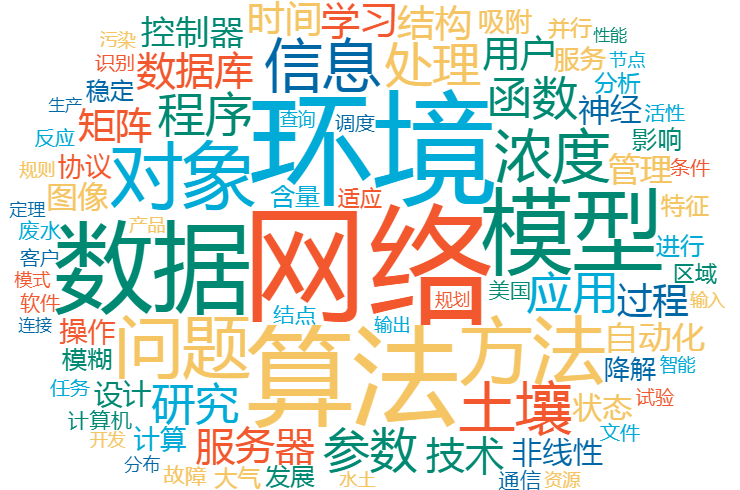 时间
学习
结构
吸附
并行
性能
污染
控制器
识别
数据库
信息
处理
用户
服务
节点
稳定
生产
程序
函数
神经
分析
活性
矩阵
反应
查询
调度
环境
影响
规则
协议
对象
浓度
管理
条件
图像
含量
适应
定理
产品
特征
废水
数据
网络
模型
进行
客户
区域
模式
美国
应用
过程
软件
规划
输入
连接
结点
输出
操作
问题
算法
方法
自动化
模糊
降解
智能
任务
设计
研究
土壤
状态
试验
计算机
文件
开发
计算
服务器
参数
技术
非线性
分布
故障
大气
发展
水土
通信
资源